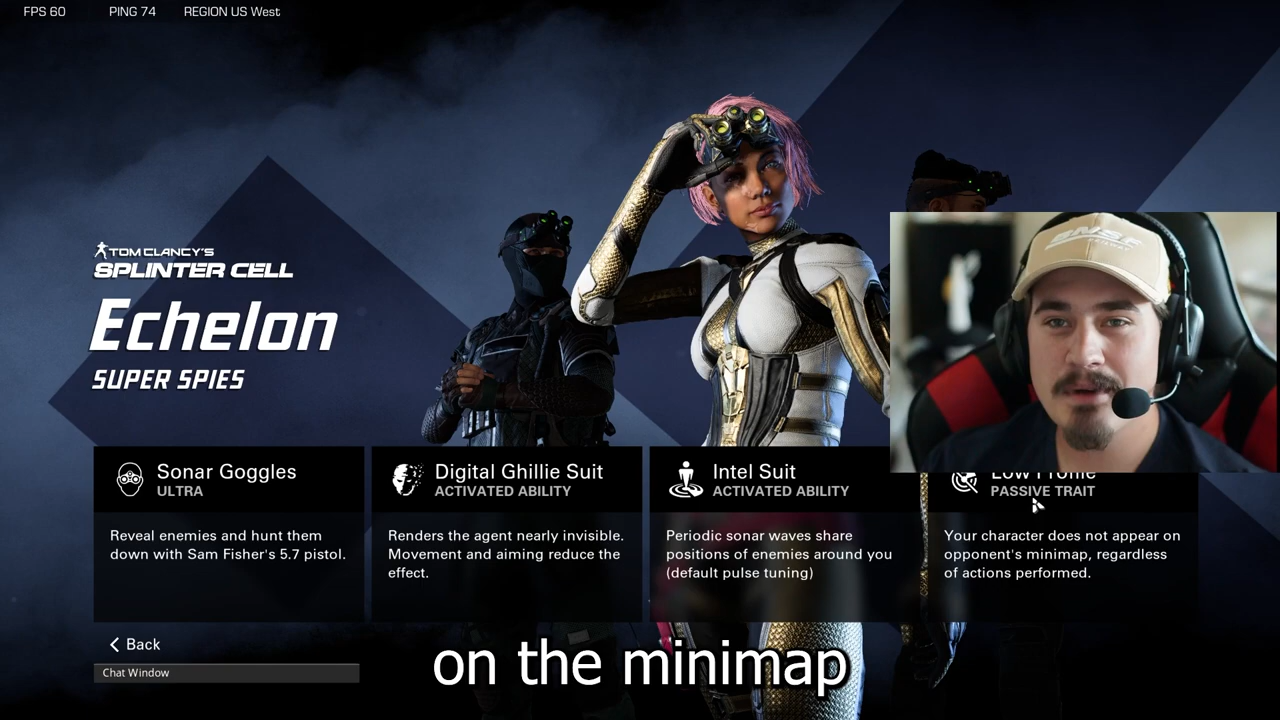 FPS 60 PING 74 REGION US West
TOM CLANCY'S
SPLINTER CELL
Echelon
SUPER SPIES
Sonar Goggles
ULTRA
Reveal enemies and hunt them
down with Sam Fisher's 5.7 pistol.
Digital Ghillie Suit
ACTIVATED ABILITY
Renders the agent nearly invisible.
Movement and aiming reduce the
effect.
Intel Suit
ACTIVATED ABILITY
Periodic sonar waves share
positions of enemies around you
(default pulse tuning)
Low Profile
PASSIVE TRAIT
Your character does not appear on
opponent's minimap, regardless
of actions performed.
BNSF
RAILWAY
Back
Chat Window
on the minimap